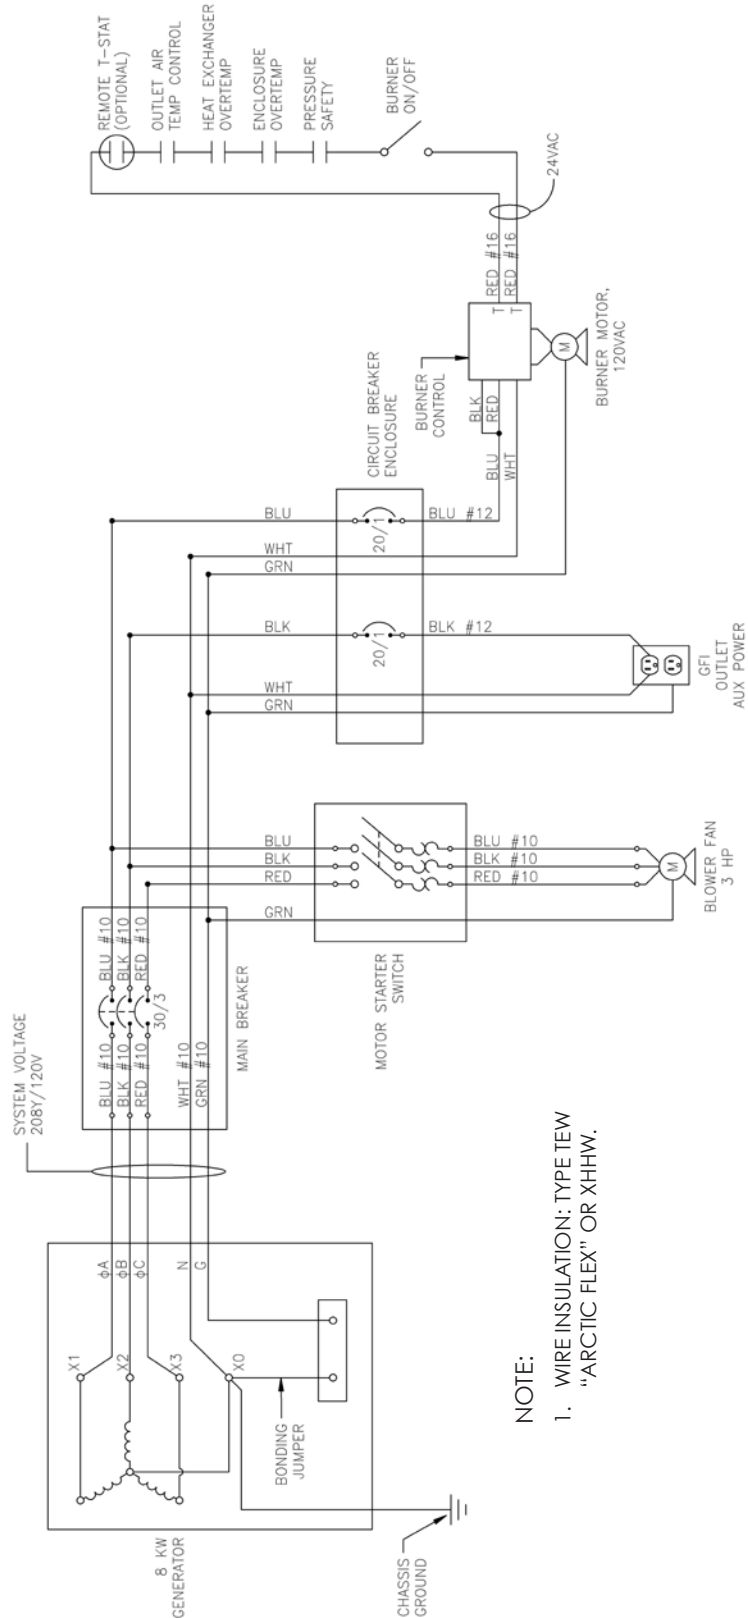 8 KW
GENERATOR
X1
X2
X3
X0
ϕA
ϕB
ϕC
N
G
BONDING
JUMPER
CHASSIS
GROUND
SYSTEM VOLTAGE
208Y/120V
BLU #10
BLK #10
RED #10
WHT #10
GRN #10
30/3
BLU #10
BLK #10
RED #10
MAIN BREAKER
BLU
BLK
RED
GRN
MOTOR STARTER
SWITCH
BLU #10
BLK #10
RED #10
M
BLOWER FAN
3 HP
BLU
WHT
GRN
BLK
WHT
GRN
CIRCUIT BREAKER
ENCLOSURE
20/1
20/1
BLU #12
BLK #12
GFI
OUTLET
AUX POWER
BURNER
CONTROL
BLK
RED
BLU
WHT
T
T
RED #16
RED #16
M
BURNER MOTOR,
120VAC
24VAC
REMOTE T-STAT
(OPTIONAL)
OUTLET AIR
TEMP CONTROL
HEAT EXCHANGER
OVERTEMP
ENCLOSURE
OVERTEMP
PRESSURE
SAFETY
BURNER
ON/OFF
NOTE:
1. WIRE INSULATION: TYPE TEW
“ARCTIC FLEX” OR XHHW.